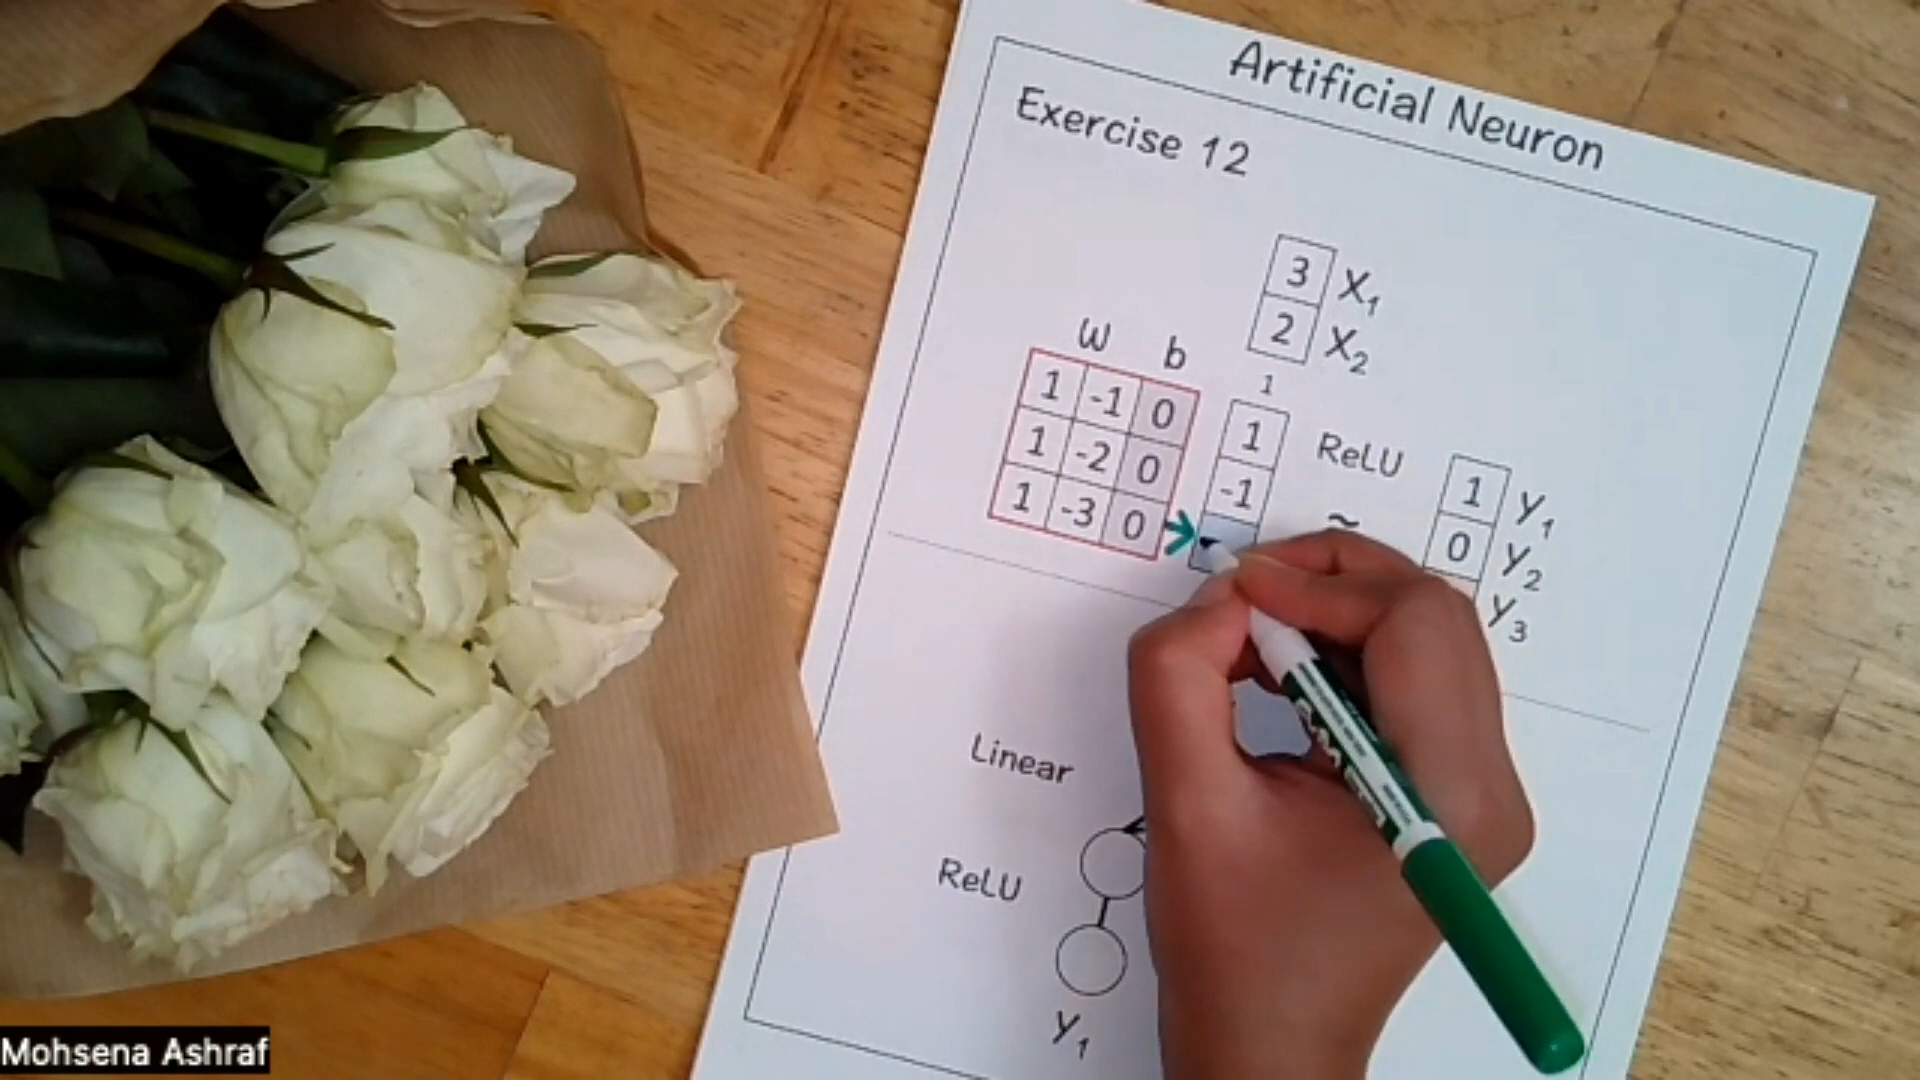 Artificial Neuron
Exercise 12
3 X₁
2 X₂
W b
1
1 -1 0
1 -2 0
1 -3 0
1
-1
ReLU
≈
1 Y₁
0 Y₂
Y₃
Linear
ReLU
Y₁
Mohsena Ashraf